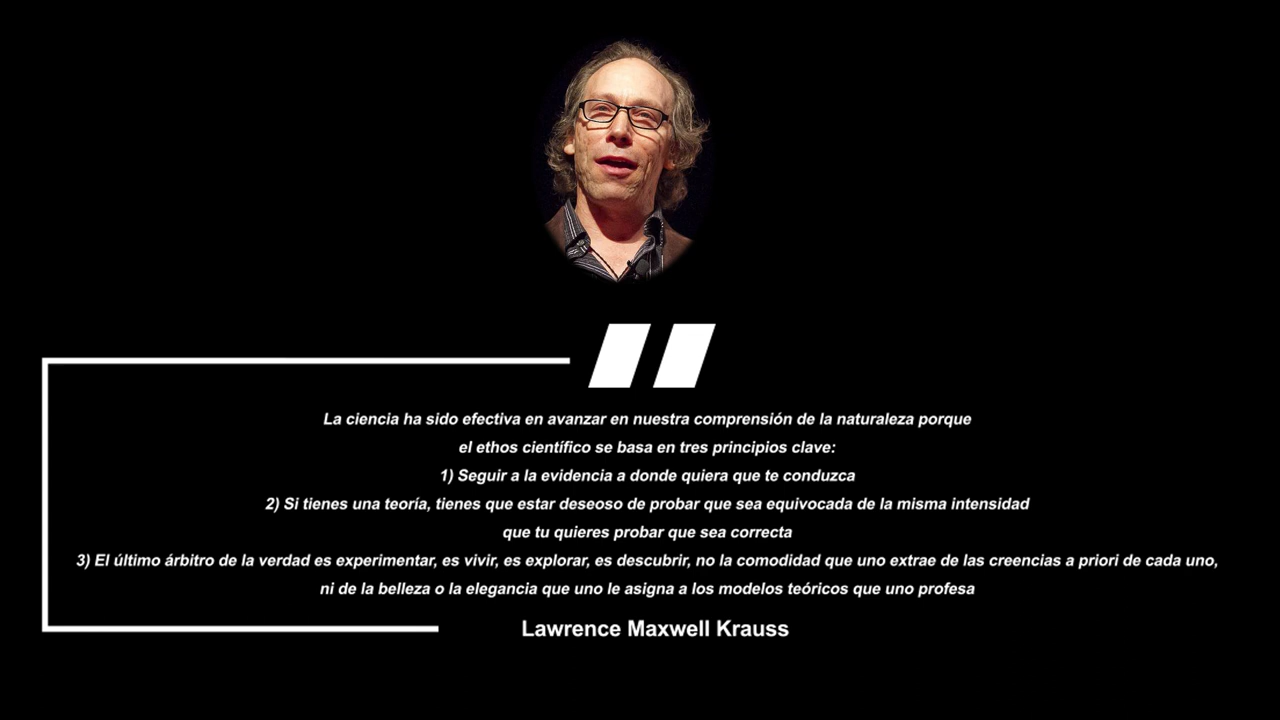 La ciencia ha sido efectiva en avanzar en nuestra comprensión de la naturaleza porque
el ethos científico se basa en tres principios clave:
1) Seguir a la evidencia a donde quiera que te conduzca
2) Si tienes una teoría, tienes que estar deseoso de probar que sea equivocada de la misma intensidad
que tu quieres probar que sea correcta
3) El último árbitro de la verdad es experimentar, es vivir, es explorar, es descubrir, no la comodidad que uno extrae de las creencias a priori de cada uno,
ni de la belleza o la elegancia que uno le asigna a los modelos teóricos que uno profesa
Lawrence Maxwell Krauss